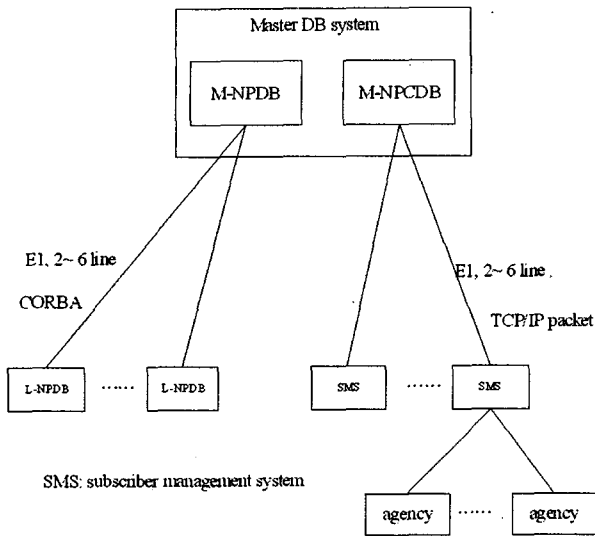 Master DB system
M-NPDB
M-NPCDB
E1, 2~ 6 line
CORBA
E1, 2~ 6 line .
TCP/IP packet
L-NPDB ...... L-NPDB
SMS ...... SMS
SMS: subscriber management system
agency ...... agency